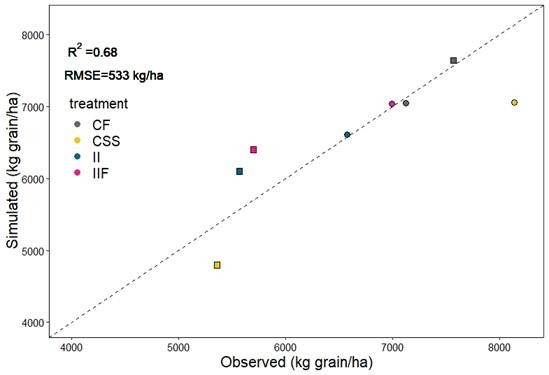 R² =0.68
RMSE=533 kg/ha
treatment
CF
CSS
II
IIF
Simulated (kg grain/ha)
8000
7000
6000
5000
4000
4000 5000 6000 7000 8000
Observed (kg grain/ha)